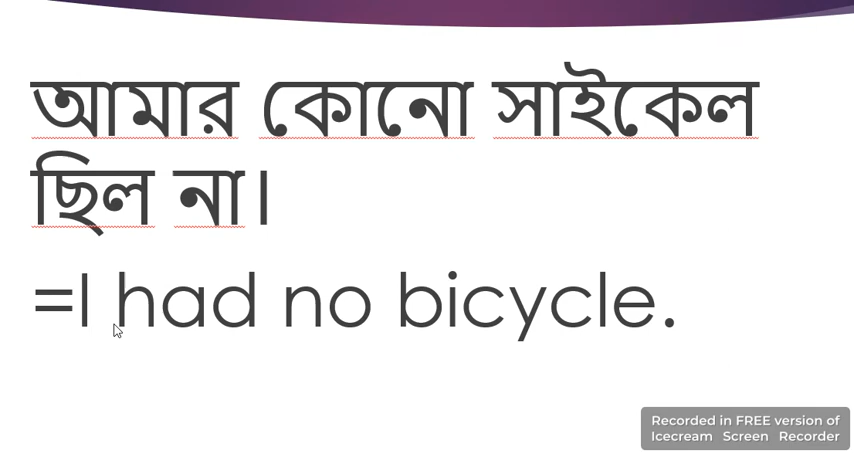 আমার কোনো সাইকেল
ছিল না।
=I had no bicycle.
Recorded in FREE version of
Icecream Screen Recorder